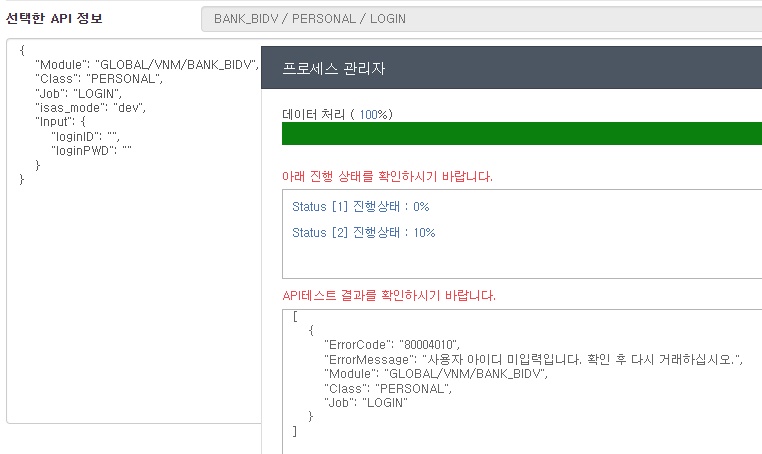 선택한 API 정보
BANK_BIDV / PERSONAL / LOGIN
{
"Module": "GLOBAL/VNM/BANK_BIDV",
"Class": "PERSONAL",
"Job": "LOGIN",
"isas_mode": "dev",
"Input": {
"loginID": "",
"loginPWD": ""
}
}
프로세스 관리자
데이터 처리 ( 100%)
아래 진행 상태를 확인하시기 바랍니다.
Status [1] 진행상태 : 0%
Status [2] 진행상태 : 10%
API테스트 결과를 확인하시기 바랍니다.
[
{
"ErrorCode": "80004010",
"ErrorMessage": "사용자 아이디 미입력입니다. 확인 후 다시 거래하십시오.",
"Module": "GLOBAL/VNM/BANK_BIDV",
"Class": "PERSONAL",
"Job": "LOGIN"
}
]